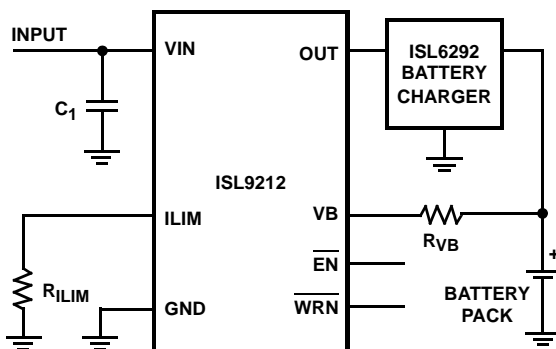 INPUT
VIN
OUT
ISL6292
BATTERY
CHARGER
C1
ISL9212
ILIM
VB
RVB
EN
RILIM
GND
WRN
+
BATTERY
PACK